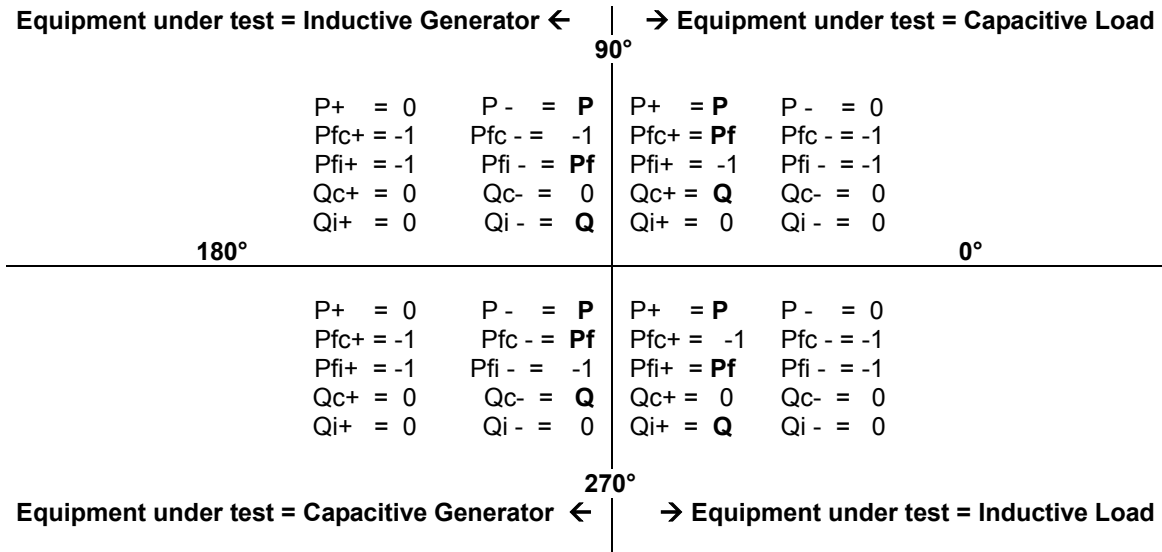 Equipment under test = Inductive Generator ← → Equipment under test = Capacitive Load
90°
P+ = 0 P - = P P+ = P P - = 0
Pfc+ = -1 Pfc - = -1 Pfc+ = Pf Pfc - = -1
Pfi+ = -1 Pfi - = Pf Pfi+ = -1 Pfi - = -1
Qc+ = 0 Qc- = 0 Qc+ = Q Qc- = 0
Qi+ = 0 Qi - = Q Qi+ = 0 Qi - = 0
180° 0°
P+ = 0 P - = P P+ = P P - = 0
Pfc+ = -1 Pfc - = Pf Pfc+ = -1 Pfc - = -1
Pfi+ = -1 Pfi - = -1 Pfi+ = Pf Pfi - = -1
Qc+ = 0 Qc- = Q Qc+ = 0 Qc- = 0
Qi+ = 0 Qi - = 0 Qi+ = Q Qi - = 0
270°
Equipment under test = Capacitive Generator ← → Equipment under test = Inductive Load